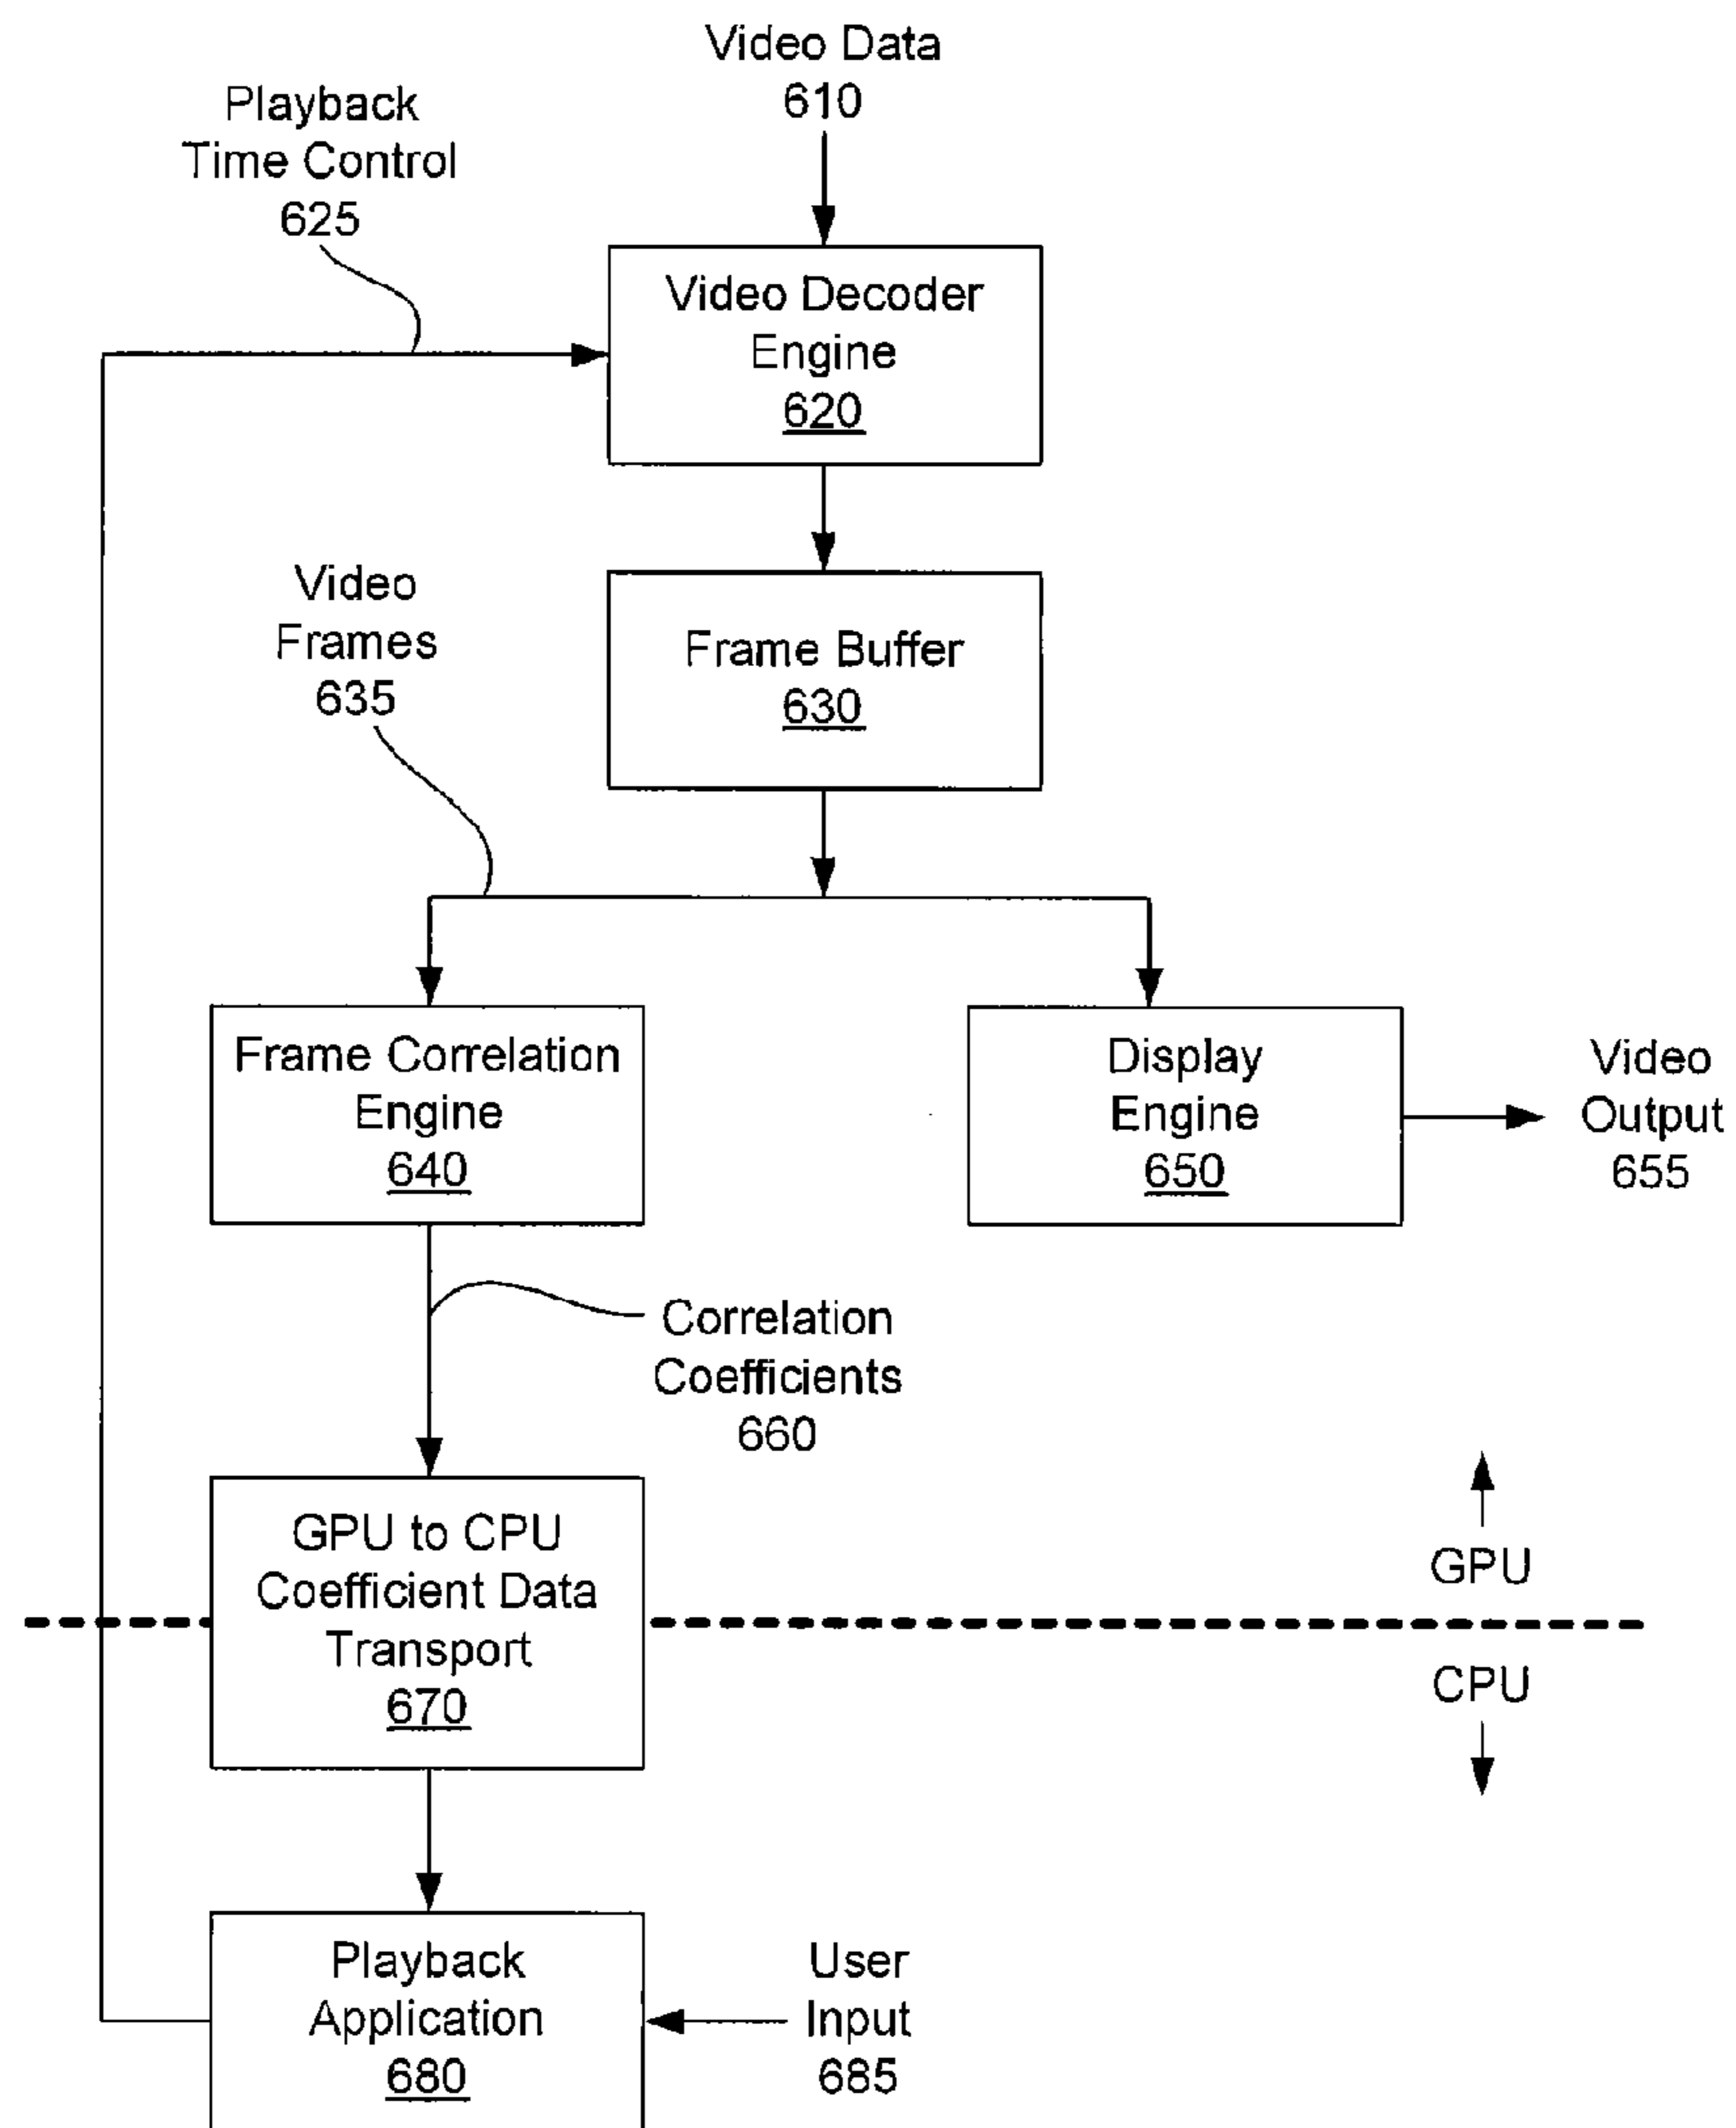 Video Data
610
Playback
Time Control
625
Video Decoder
Engine
620
Video
Frames
635
Frame Buffer
630
Frame Correlation
Engine
640
Display
Engine
650
Video
Output
655
Correlation
Coefficients
660
GPU to CPU
Coefficient Data
Transport
670
GPU
CPU
Playback
Application
680
User
Input
685